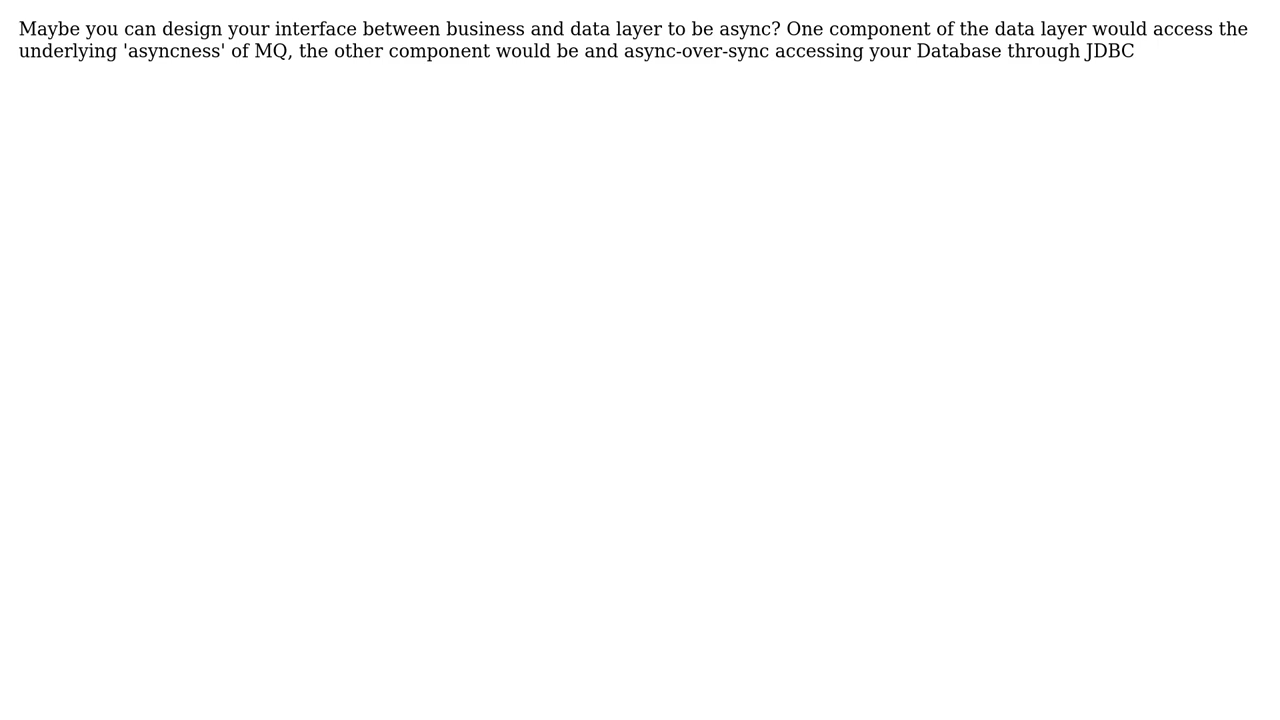 Maybe you can design your interface between business and data layer to be async? One component of the data layer would access the
underlying 'asyncness' of MQ, the other component would be and async-over-sync accessing your Database through JDBC